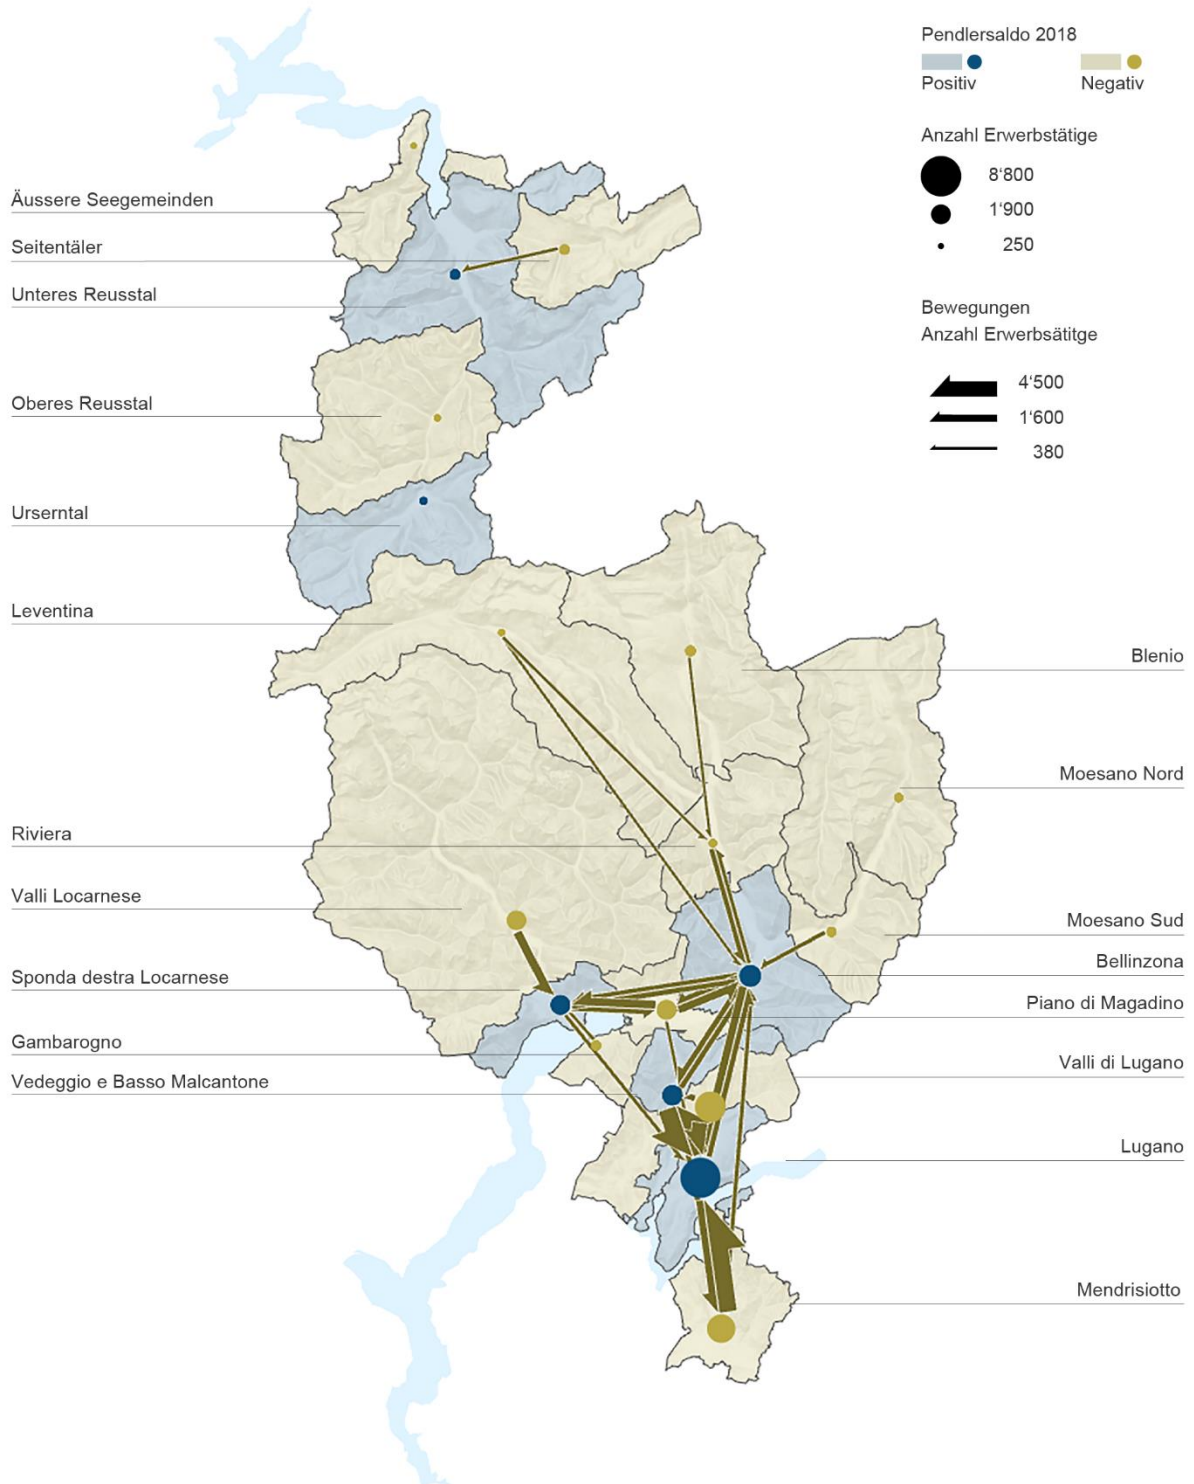 Pendlersaldo 2018
Positiv
Negativ
Anzahl Erwerbstätige
8'800
1'900
250
Bewegungen
Anzahl Erwerbsätitge
4'500
1'600
380
Äussere Seegemeinden
Seitentäler
Unteres Reusstal
Oberes Reusstal
Urserntal
Leventina
Blenio
Moesano Nord
Riviera
Valli Locarnese
Moesano Sud
Bellinzona
Sponda destra Locarnese
Piano di Magadino
Gambarogno
Valli di Lugano
Vedeggio e Basso Malcantone
Lugano
Mendrisiotto